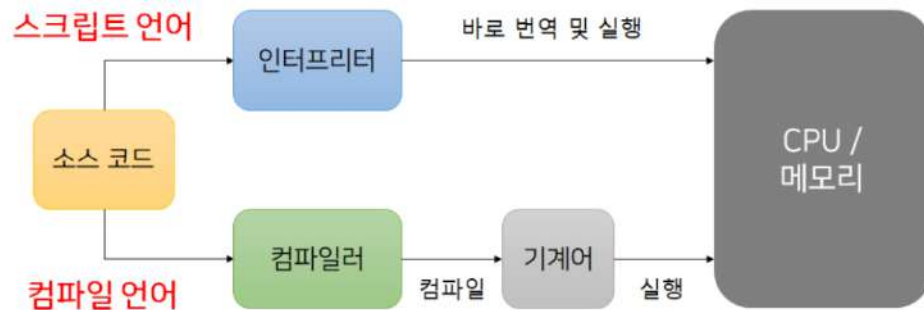 스크립트 언어
인터프리터
바로 번역 및 실행
소스 코드
CPU /
메모리
컴파일러
컴파일
기계어
실행
컴파일 언어